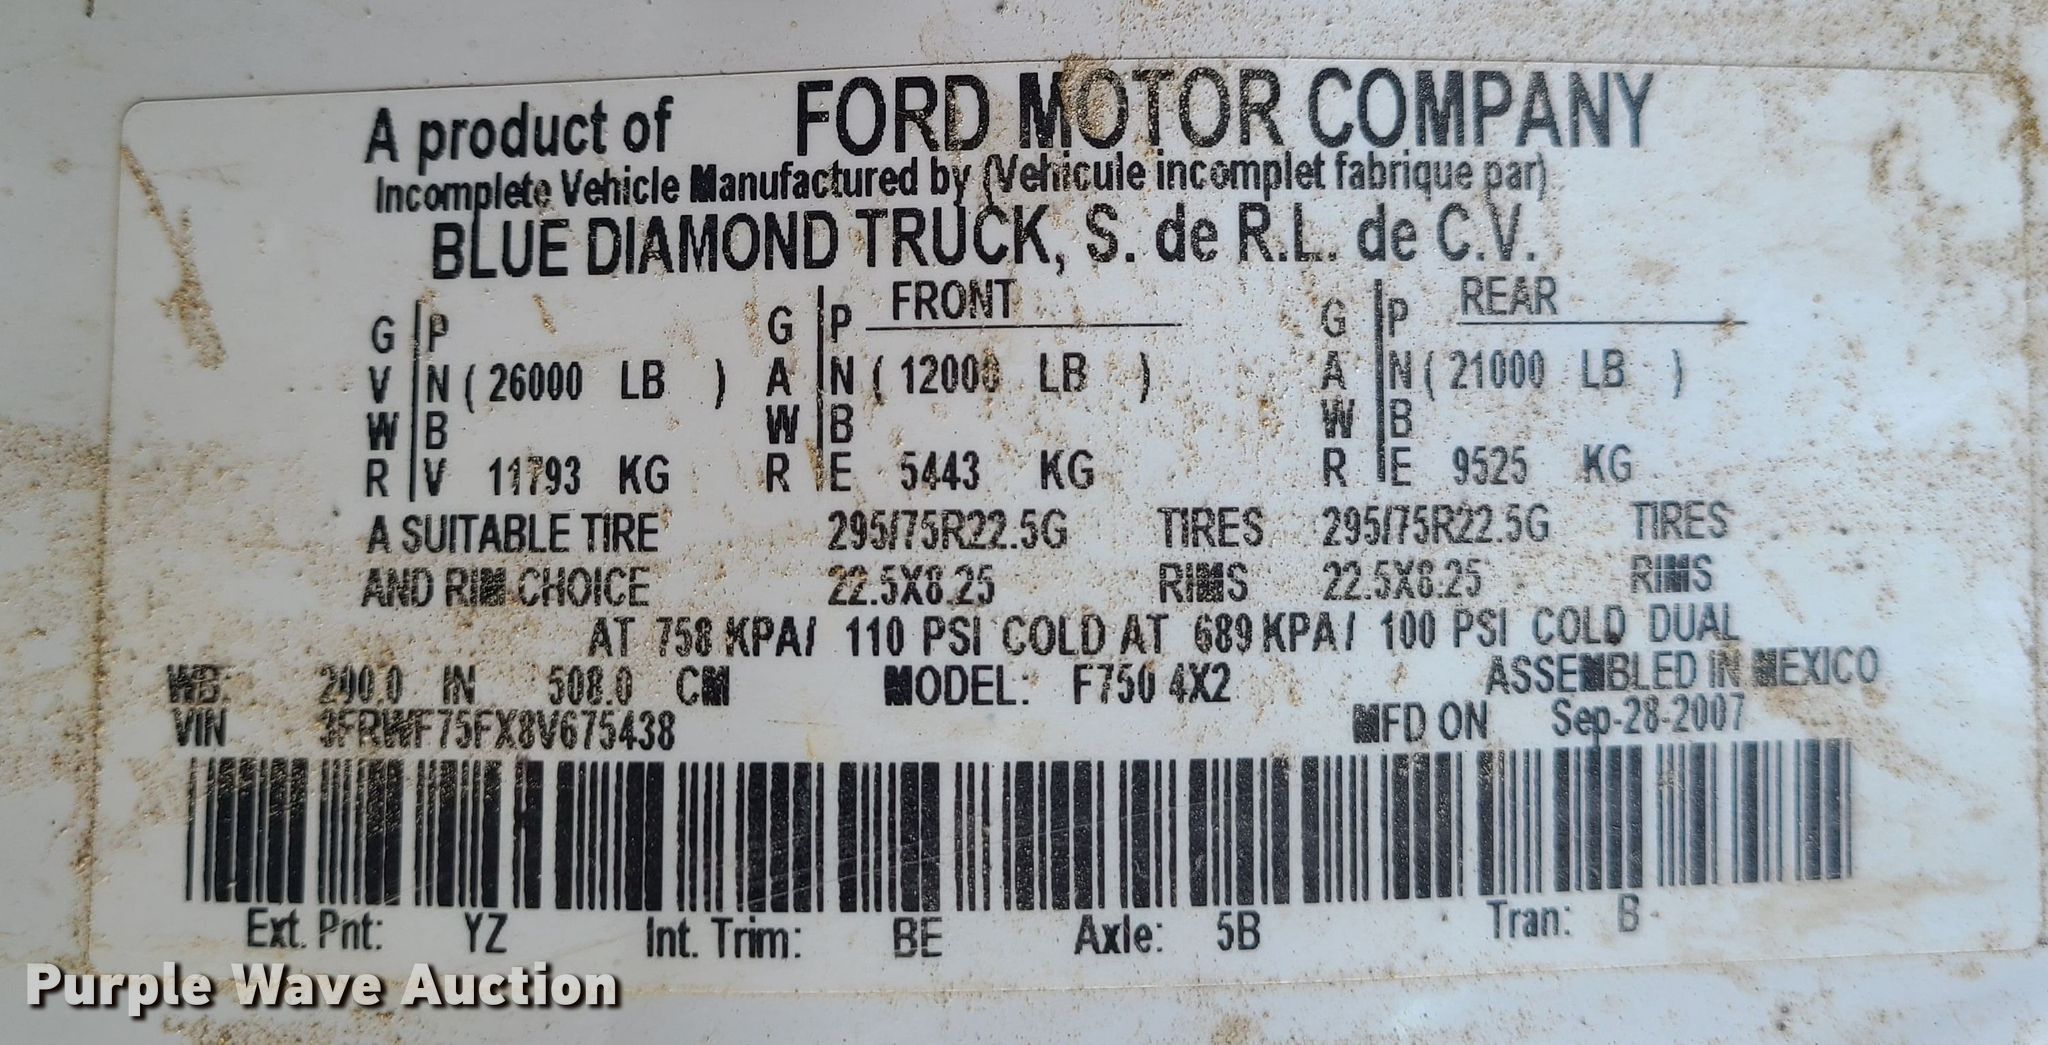 A product of FORD MOTOR COMPANY
Incomplete Vehicle Manufactured by (Vehicule incomplet fabrique par)
BLUE DIAMOND TRUCK, S. de R.L. de C.V.
G P G P FRONT G P REAR
V N ( 26000 LB ) A N ( 12000 LB ) A N ( 21000 LB )
W B W B W B
R V 11793 KG R E 5443 KG R E 9525 KG
A SUITABLE TIRE 295/75R22.5G TIRES 295/75R22.5G TIRES
AND RIM CHOICE 22.5X8.25 RIMS 22.5X8.25 RIMS
AT 758 KPA/ 110 PSI COLD AT 689 KPA/ 100 PSI COLD DUAL
WB: 200.0 IN 508.0 CM MODEL: F750 4X2 ASSEMBLED IN MEXICO
VIN 3FRWF75FX8V675438 MFD ON Sep-28-2007
Ext. Pnt: YZ Int. Trim: BE Axle: 5B Tran: B
Purple Wave Auction